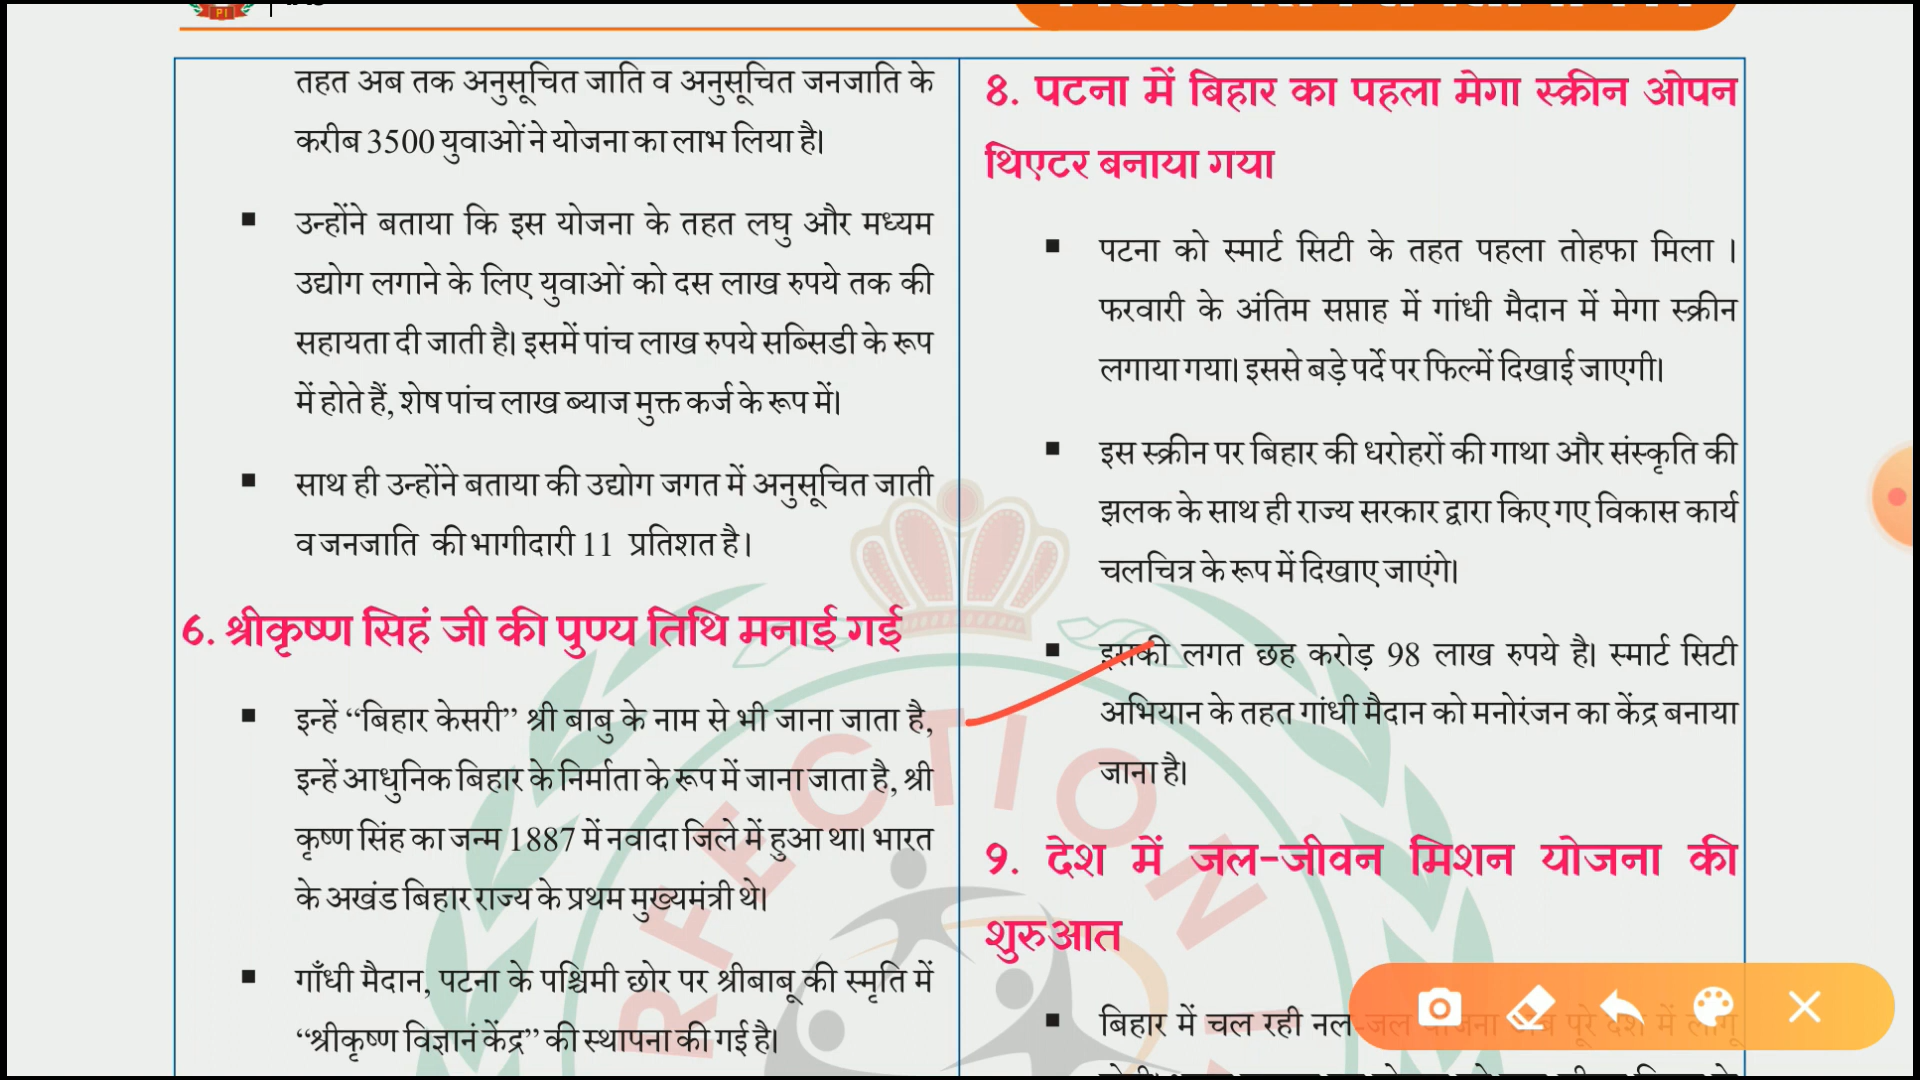 तहत अब तक अनुसूचित जाति व अनुसूचित जनजाति के
करीब 3500 युवाओं ने योजना का लाभ लिया है।
▪ उन्होंने बताया कि इस योजना के तहत लघु और मध्यम
उद्योग लगाने के लिए युवाओं को दस लाख रुपये तक की
सहायता दी जाती है। इसमें पांच लाख रुपये सब्सिडी के रूप
में होते हैं, शेष पांच लाख ब्याज मुक्त कर्ज के रूप में।
▪ साथ ही उन्होंने बताया की उद्योग जगत में अनुसूचित जाती
व जनजाति की भागीदारी 11 प्रतिशत है।
6. श्रीकृष्ण सिहं जी की पुण्य तिथि मनाई गई
▪ इन्हें “बिहार केसरी” श्री बाबु के नाम से भी जाना जाता है,
इन्हें आधुनिक बिहार के निर्माता के रूप में जाना जाता है, श्री
कृष्ण सिंह का जन्म 1887 में नवादा जिले में हुआ था। भारत
के अखंड बिहार राज्य के प्रथम मुख्यमंत्री थे।
▪ गाँधी मैदान, पटना के पश्चिमी छोर पर श्रीबाबू की स्मृति में
“श्रीकृष्ण विज्ञानं केंद्र” की स्थापना की गई है।
8. पटना में बिहार का पहला मेगा स्क्रीन ओपन
थिएटर बनाया गया
▪ पटना को स्मार्ट सिटी के तहत पहला तोहफा मिला ।
फरवारी के अंतिम सप्ताह में गांधी मैदान में मेगा स्क्रीन
लगाया गया। इससे बड़े पर्दे पर फिल्में दिखाई जाएगी।
▪ इस स्क्रीन पर बिहार की धरोहरों की गाथा और संस्कृति की
झलक के साथ ही राज्य सरकार द्वारा किए गए विकास कार्य
चलचित्र के रूप में दिखाए जाएंगे।
▪ इसकी लगत छह करोड़ 98 लाख रुपये है। स्मार्ट सिटी
अभियान के तहत गांधी मैदान को मनोरंजन का केंद्र बनाया
जाना है।
9. देश में जल-जीवन मिशन योजना की
शुरुआत
▪ बिहार में चल रही नल-जल योजना अब पूरे देश में लागू
RFECTION
PI